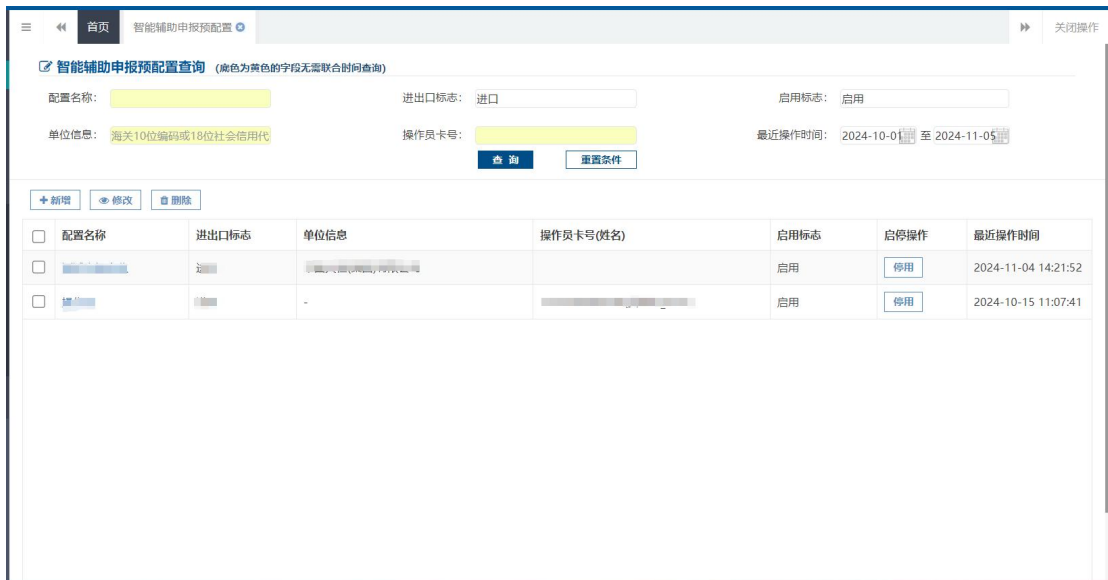 首页 智能辅助申报预配置 关闭操作
智能辅助申报预配置查询 (底色为黄色的字段无需联合时间查询)
配置名称: 进出口标志: 进口 启用标志: 启用
单位信息: 海关10位编码或18位社会信用代 操作员卡号: 最近操作时间: 2024-10-01 至 2024-11-05
查询 重置条件
新增 修改 删除
配置名称 进出口标志 单位信息 操作员卡号(姓名) 启用标志 启停操作 最近操作时间
启用 停用 2024-11-04 14:21:52
- 启用 停用 2024-10-15 11:07:41